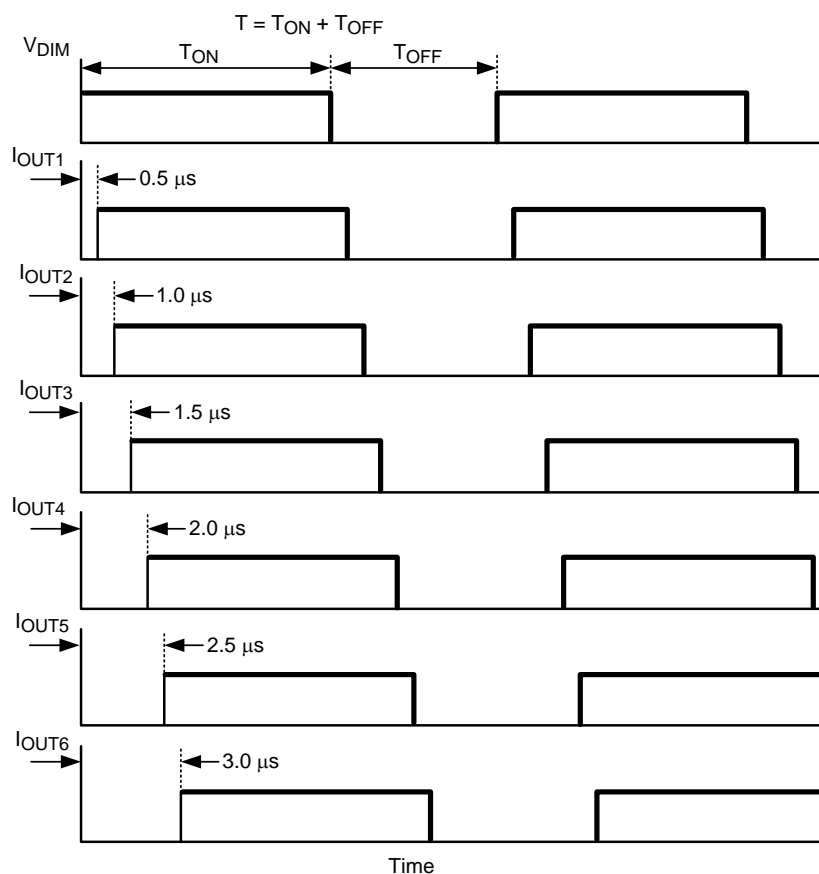 T = TON + TOFF
VDIM
TON
TOFF
IOUT1
0.5 μs
IOUT2
1.0 μs
IOUT3
1.5 μs
IOUT4
2.0 μs
IOUT5
2.5 μs
IOUT6
3.0 μs
Time